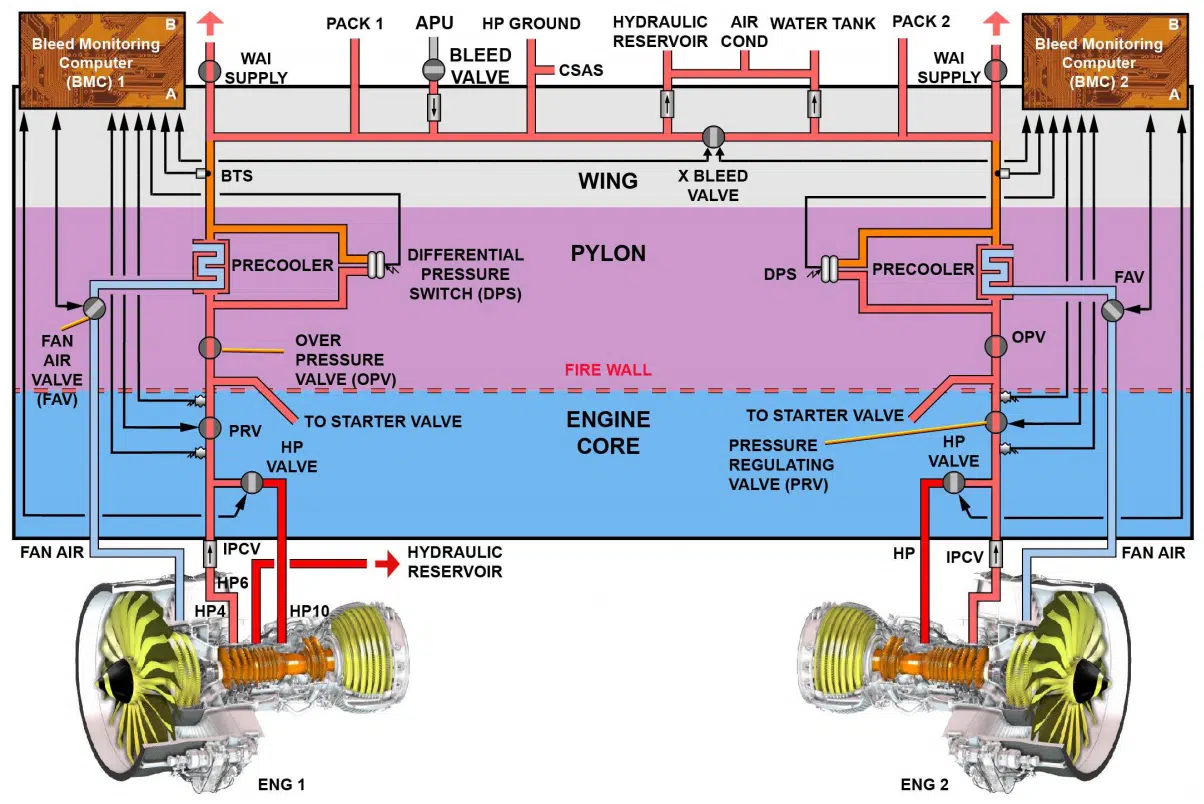 B
Bleed Monitoring
Computer
(BMC) 1
A
WAI
SUPPLY
PACK 1
APU
BLEED
VALVE
HP GROUND
CSAS
HYDRAULIC
RESERVOIR
AIR
COND
WATER TANK
PACK 2
WAI
SUPPLY
B
Bleed Monitoring
Computer
(BMC) 2
A
BTS
WING
X BLEED
VALVE
PRECOOLER
DIFFERENTIAL
PRESSURE
SWITCH (DPS)
PYLON
DPS
PRECOOLER
FAV
FAN
AIR
VALVE
(FAV)
OVER
PRESSURE
VALVE (OPV)
OPV
FIRE WALL
TO STARTER VALVE
ENGINE
CORE
TO STARTER VALVE
PRV
HP
VALVE
PRESSURE
REGULATING
VALVE (PRV)
HP
VALVE
FAN AIR
IPCV
HYDRAULIC
RESERVOIR
HP
IPCV
FAN AIR
HP6
HP4
HP10
ENG 1
ENG 2